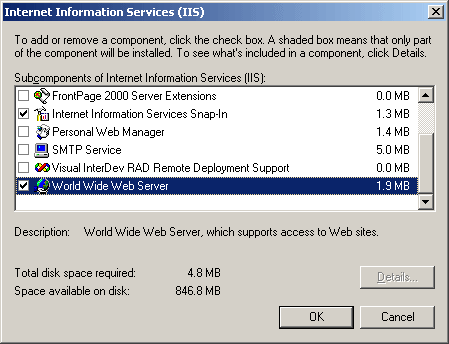 Internet Information Services (IIS)
To add or remove a component, click the check box. A shaded box means that only part
of the component will be installed. To see what's included in a component, click Details.
Subcomponents of Internet Information Services (IIS):
FrontPage 2000 Server Extensions 0.0 MB
Internet Information Services Snap-In 1.3 MB
Personal Web Manager 1.4 MB
SMTP Service 5.0 MB
Visual InterDev RAD Remote Deployment Support 0.0 MB
World Wide Web Server 1.9 MB
Description: World Wide Web Server, which supports access to Web sites.
Total disk space required: 4.8 MB
Space available on disk: 846.8 MB
Details...
OK Cancel